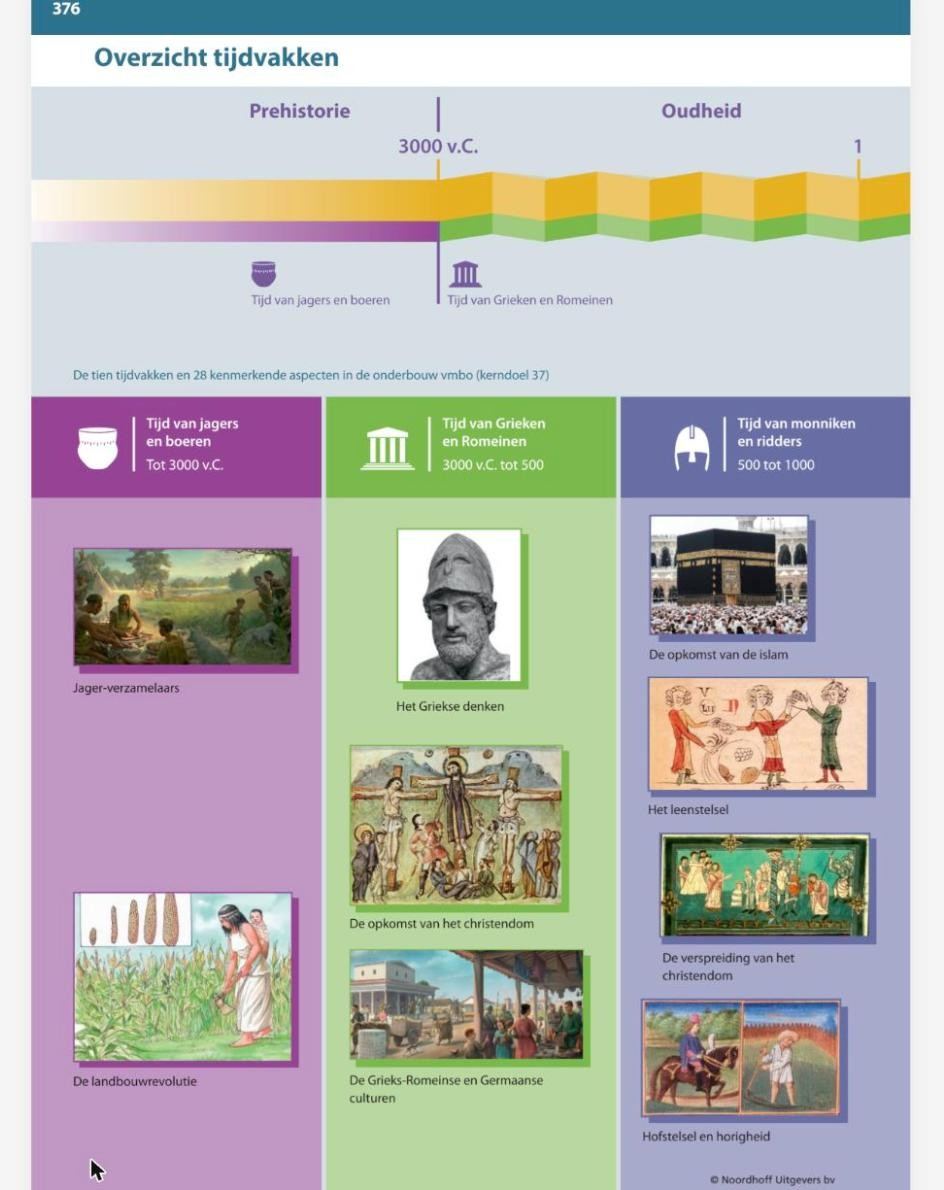 376
Overzicht tijdvakken
Prehistorie
Oudheid
3000 v.C.
1
Tijd van jagers en boeren
Tijd van Grieken en Romeinen
De tien tijdvakken en 28 kenmerkende aspecten in de onderbouw vmbo (kerndoel 37)
Tijd van jagers
en boeren
Tot 3000 v.C.
Jager-verzamelaars
De landbouwrevolutie
Tijd van Grieken
en Romeinen
3000 v.C. tot 500
Het Griekse denken
De opkomst van het christendom
De Grieks-Romeinse en Germaanse
culturen
Tijd van monniken
en ridders
500 tot 1000
De opkomst van de islam
Het leenstelsel
De verspreiding van het
christendom
Hofstelsel en horigheid
© Noordhoff Uitgevers bv